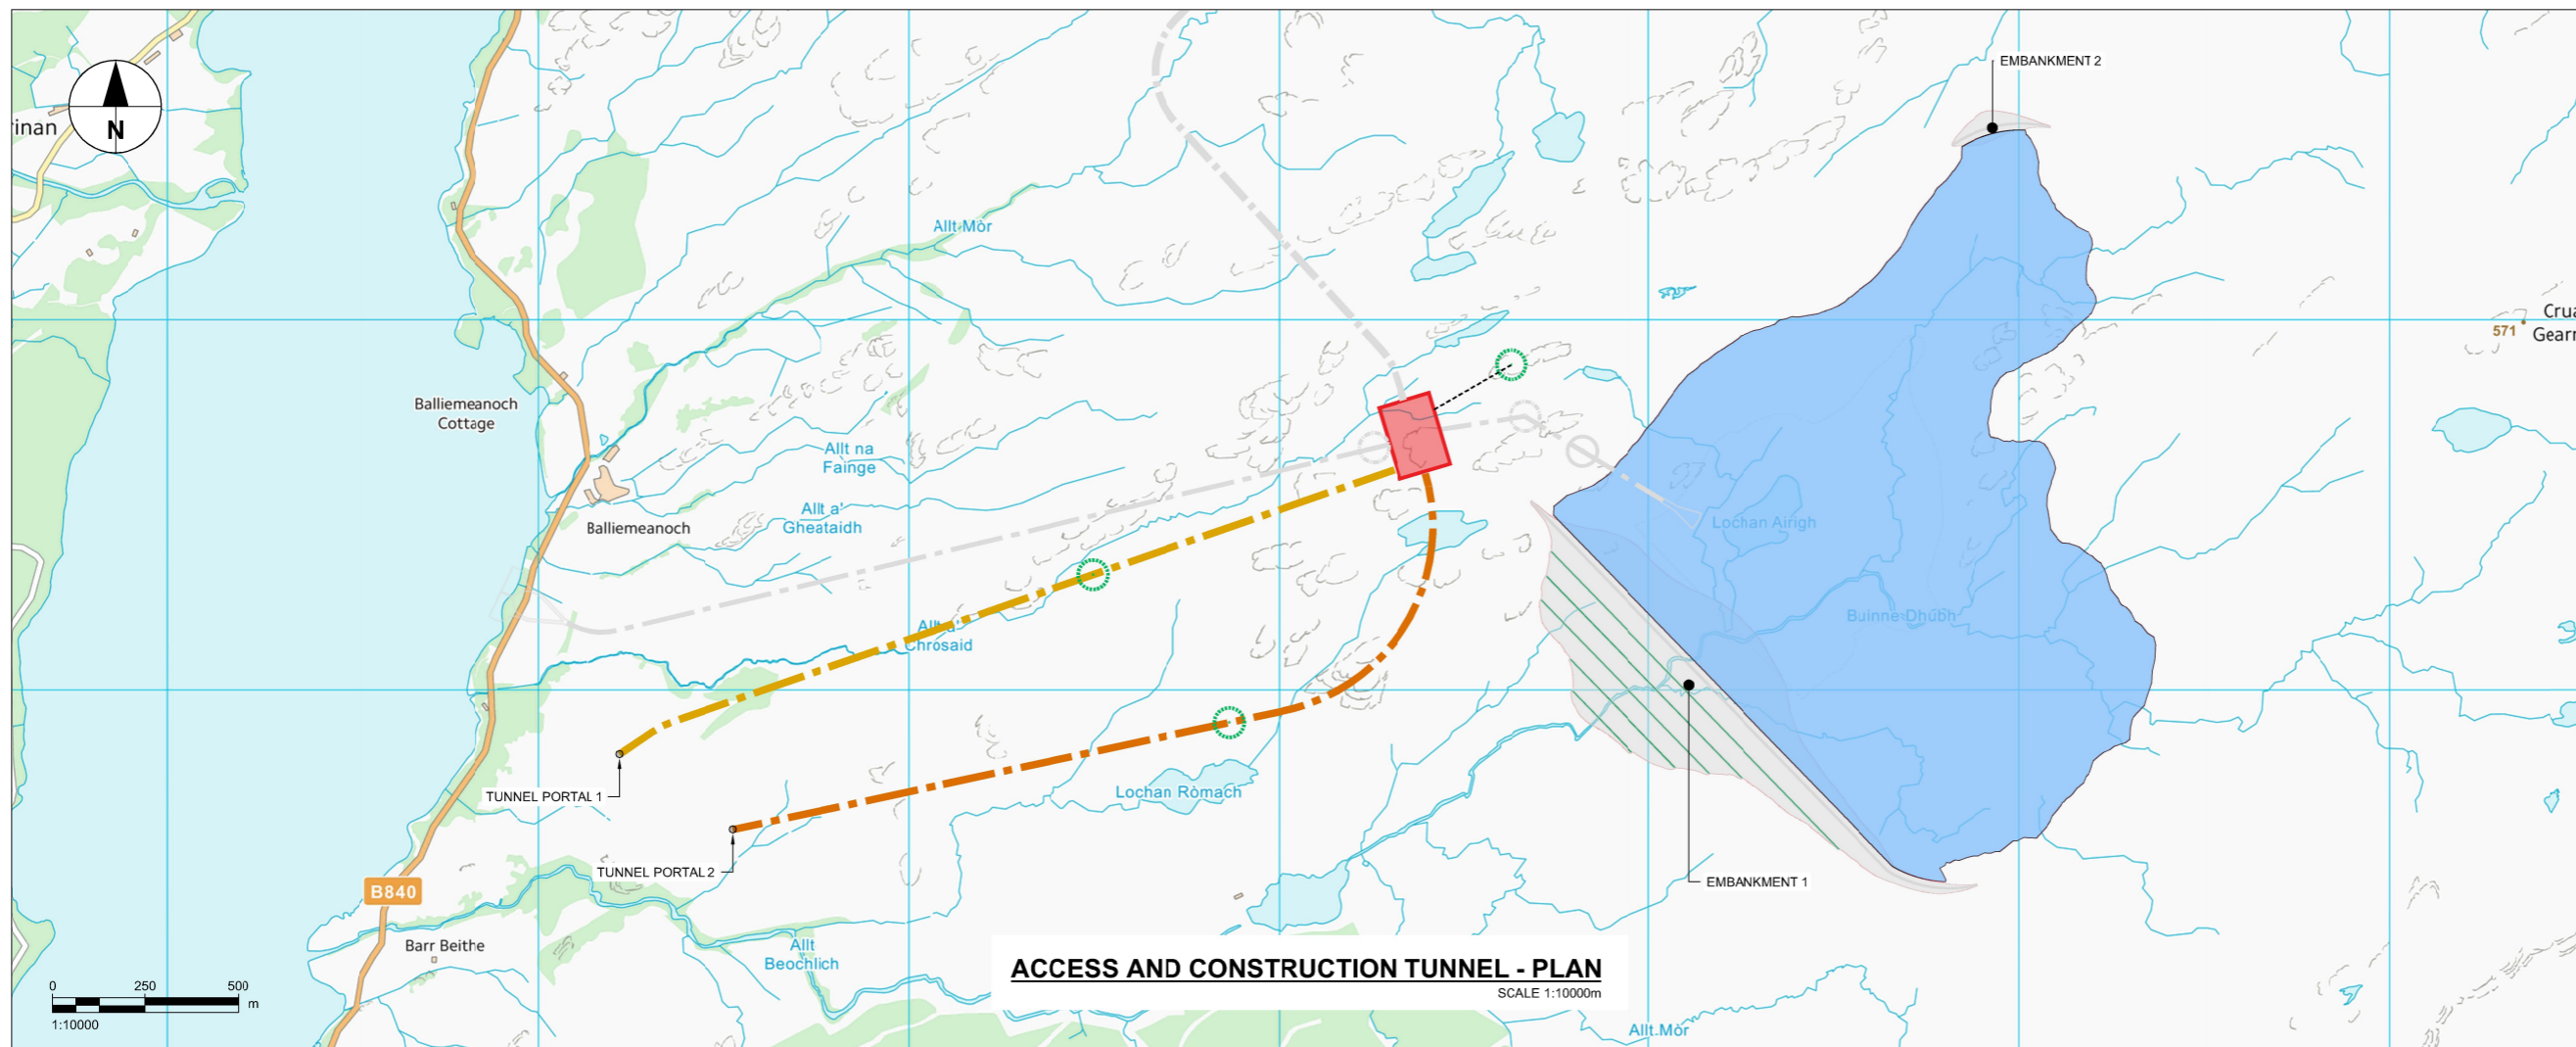 EMBANKMENT 2
rinan
N
Allt Mòr
571
Balliemeanoch
Cottage
Allt na
Fainge
Allt a'
Gheataidh
Balliemeanoch
Lochan Airigh
Buinne Dhubh
Allt a'
Chrosaid
TUNNEL PORTAL 1
Lochan Ròmach
TUNNEL PORTAL 2
EMBANKMENT 1
B840
Barr Beithe
Allt
Beochlich
ACCESS AND CONSTRUCTION TUNNEL - PLAN
SCALE 1:10000m
0 250 500
m
1:10000
Allt Mòr